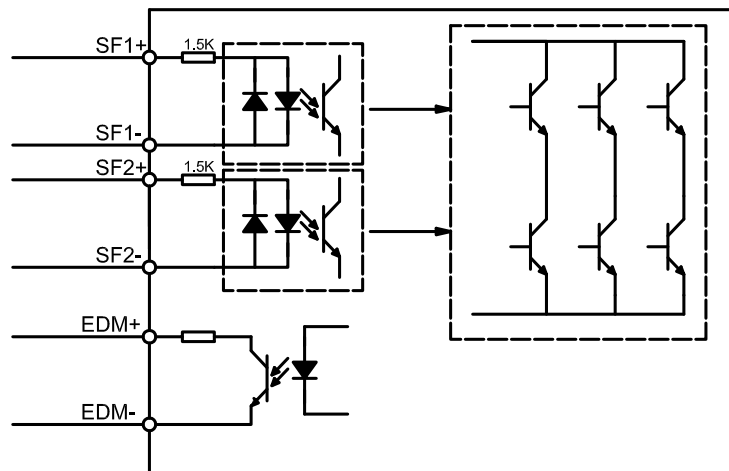 SF1+
1.5K
SF1-
SF2+
1.5K
SF2-
EDM+
EDM-